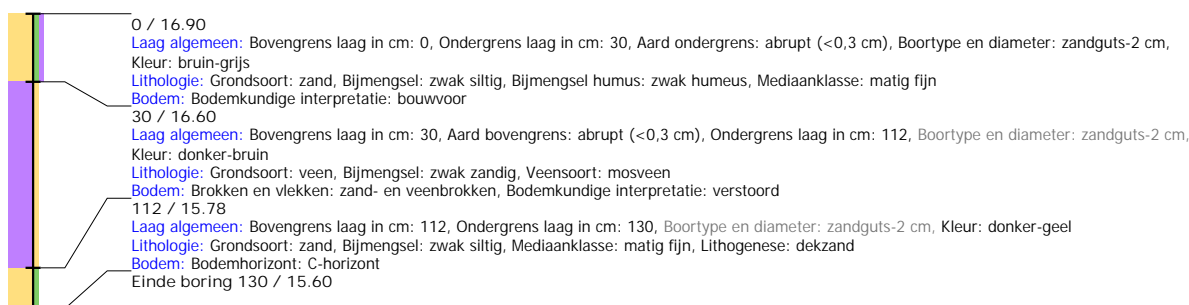 0 / 16.90
Laag algemeen: Bovengrens laag in cm: 0, Ondergrens laag in cm: 30, Aard ondergrens: abrupt (<0,3 cm), Boortype en diameter: zandguts-2 cm,
Kleur: bruin-grijs
Lithologie: Grondsoort: zand, Bijmengsel: zwak siltig, Bijmengsel humus: zwak humeus, Mediaanklasse: matig fijn
Bodem: Bodemkundige interpretatie: bouwvoor
30 / 16.60
Laag algemeen: Bovengrens laag in cm: 30, Aard bovengrens: abrupt (<0,3 cm), Ondergrens laag in cm: 112, Boortype en diameter: zandguts-2 cm,
Kleur: donker-bruin
Lithologie: Grondsoort: veen, Bijmengsel: zwak zandig, Veensoort: mosveen
Bodem: Brokken en vlekken: zand- en veenbrokken, Bodemkundige interpretatie: verstoord
112 / 15.78
Laag algemeen: Bovengrens laag in cm: 112, Ondergrens laag in cm: 130, Boortype en diameter: zandguts-2 cm, Kleur: donker-geel
Lithologie: Grondsoort: zand, Bijmengsel: zwak siltig, Mediaanklasse: matig fijn, Lithogenese: dekzand
Bodem: Bodemhorizont: C-horizont
Einde boring 130 / 15.60